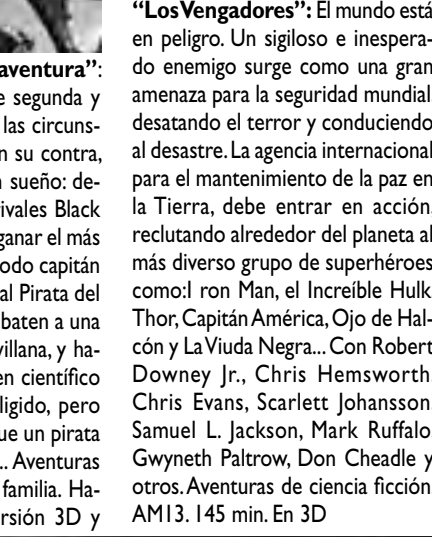 aventura”:
e segunda y
las circuns-
n su contra,
n sueño: de-
ivales Black
ganar el más
odo capitán
al Pirata del
baten a una
villana, y ha-
en científico
ligido, pero
ue un pirata
.. Aventuras
familia. Ha-
rsión 3D y
“Los Vengadores”: El mundo está
en peligro. Un sigiloso e inespera-
do enemigo surge como una gran
amenaza para la seguridad mundial
desatando el terror y conduciendo
al desastre. La agencia internacional
para el mantenimiento de la paz en
la Tierra, debe entrar en acción,
reclutando alrededor del planeta al
más diverso grupo de superhéroes
como:I ron Man, el Increíble Hulk
Thor, Capitán América, Ojo de Hal-
cón y La Viuda Negra... Con Robert
Downey Jr., Chris Hemsworth
Chris Evans, Scarlett Johansson
Samuel L. Jackson, Mark Ruffalo
Gwyneth Paltrow, Don Cheadle y
otros. Aventuras de ciencia ficción
AM13. 145 min. En 3D